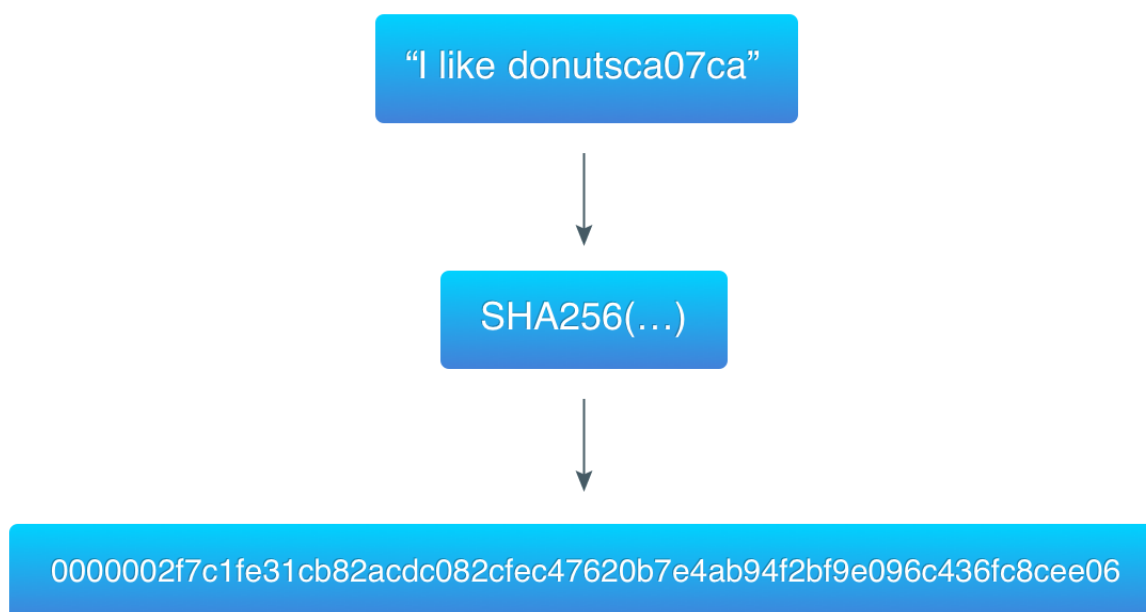 “I like donutsca07ca”
SHA256(…)
0000002f7c1fe31cb82acdc082cfec47620b7e4ab94f2bf9e096c436fc8cee06